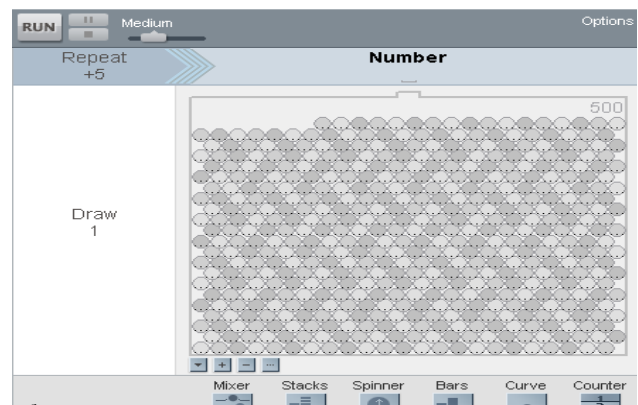 RUN Medium Options
Repeat Number
+5
500
Draw
1
Mixer Stacks Spinner Bars Curve Counter